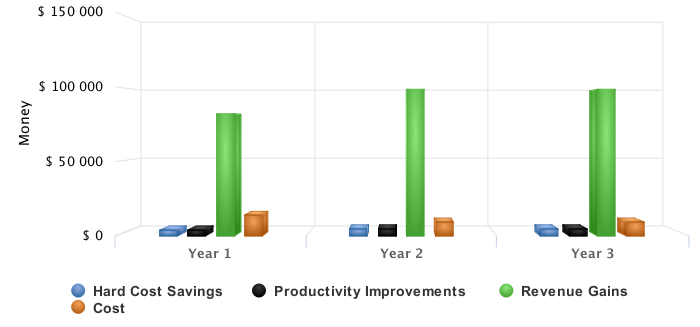 $ 150 000
$ 100 000
$ 50 000
$ 0
Money
Year 1
Year 2
Year 3
Hard Cost Savings
Productivity Improvements
Revenue Gains
Cost